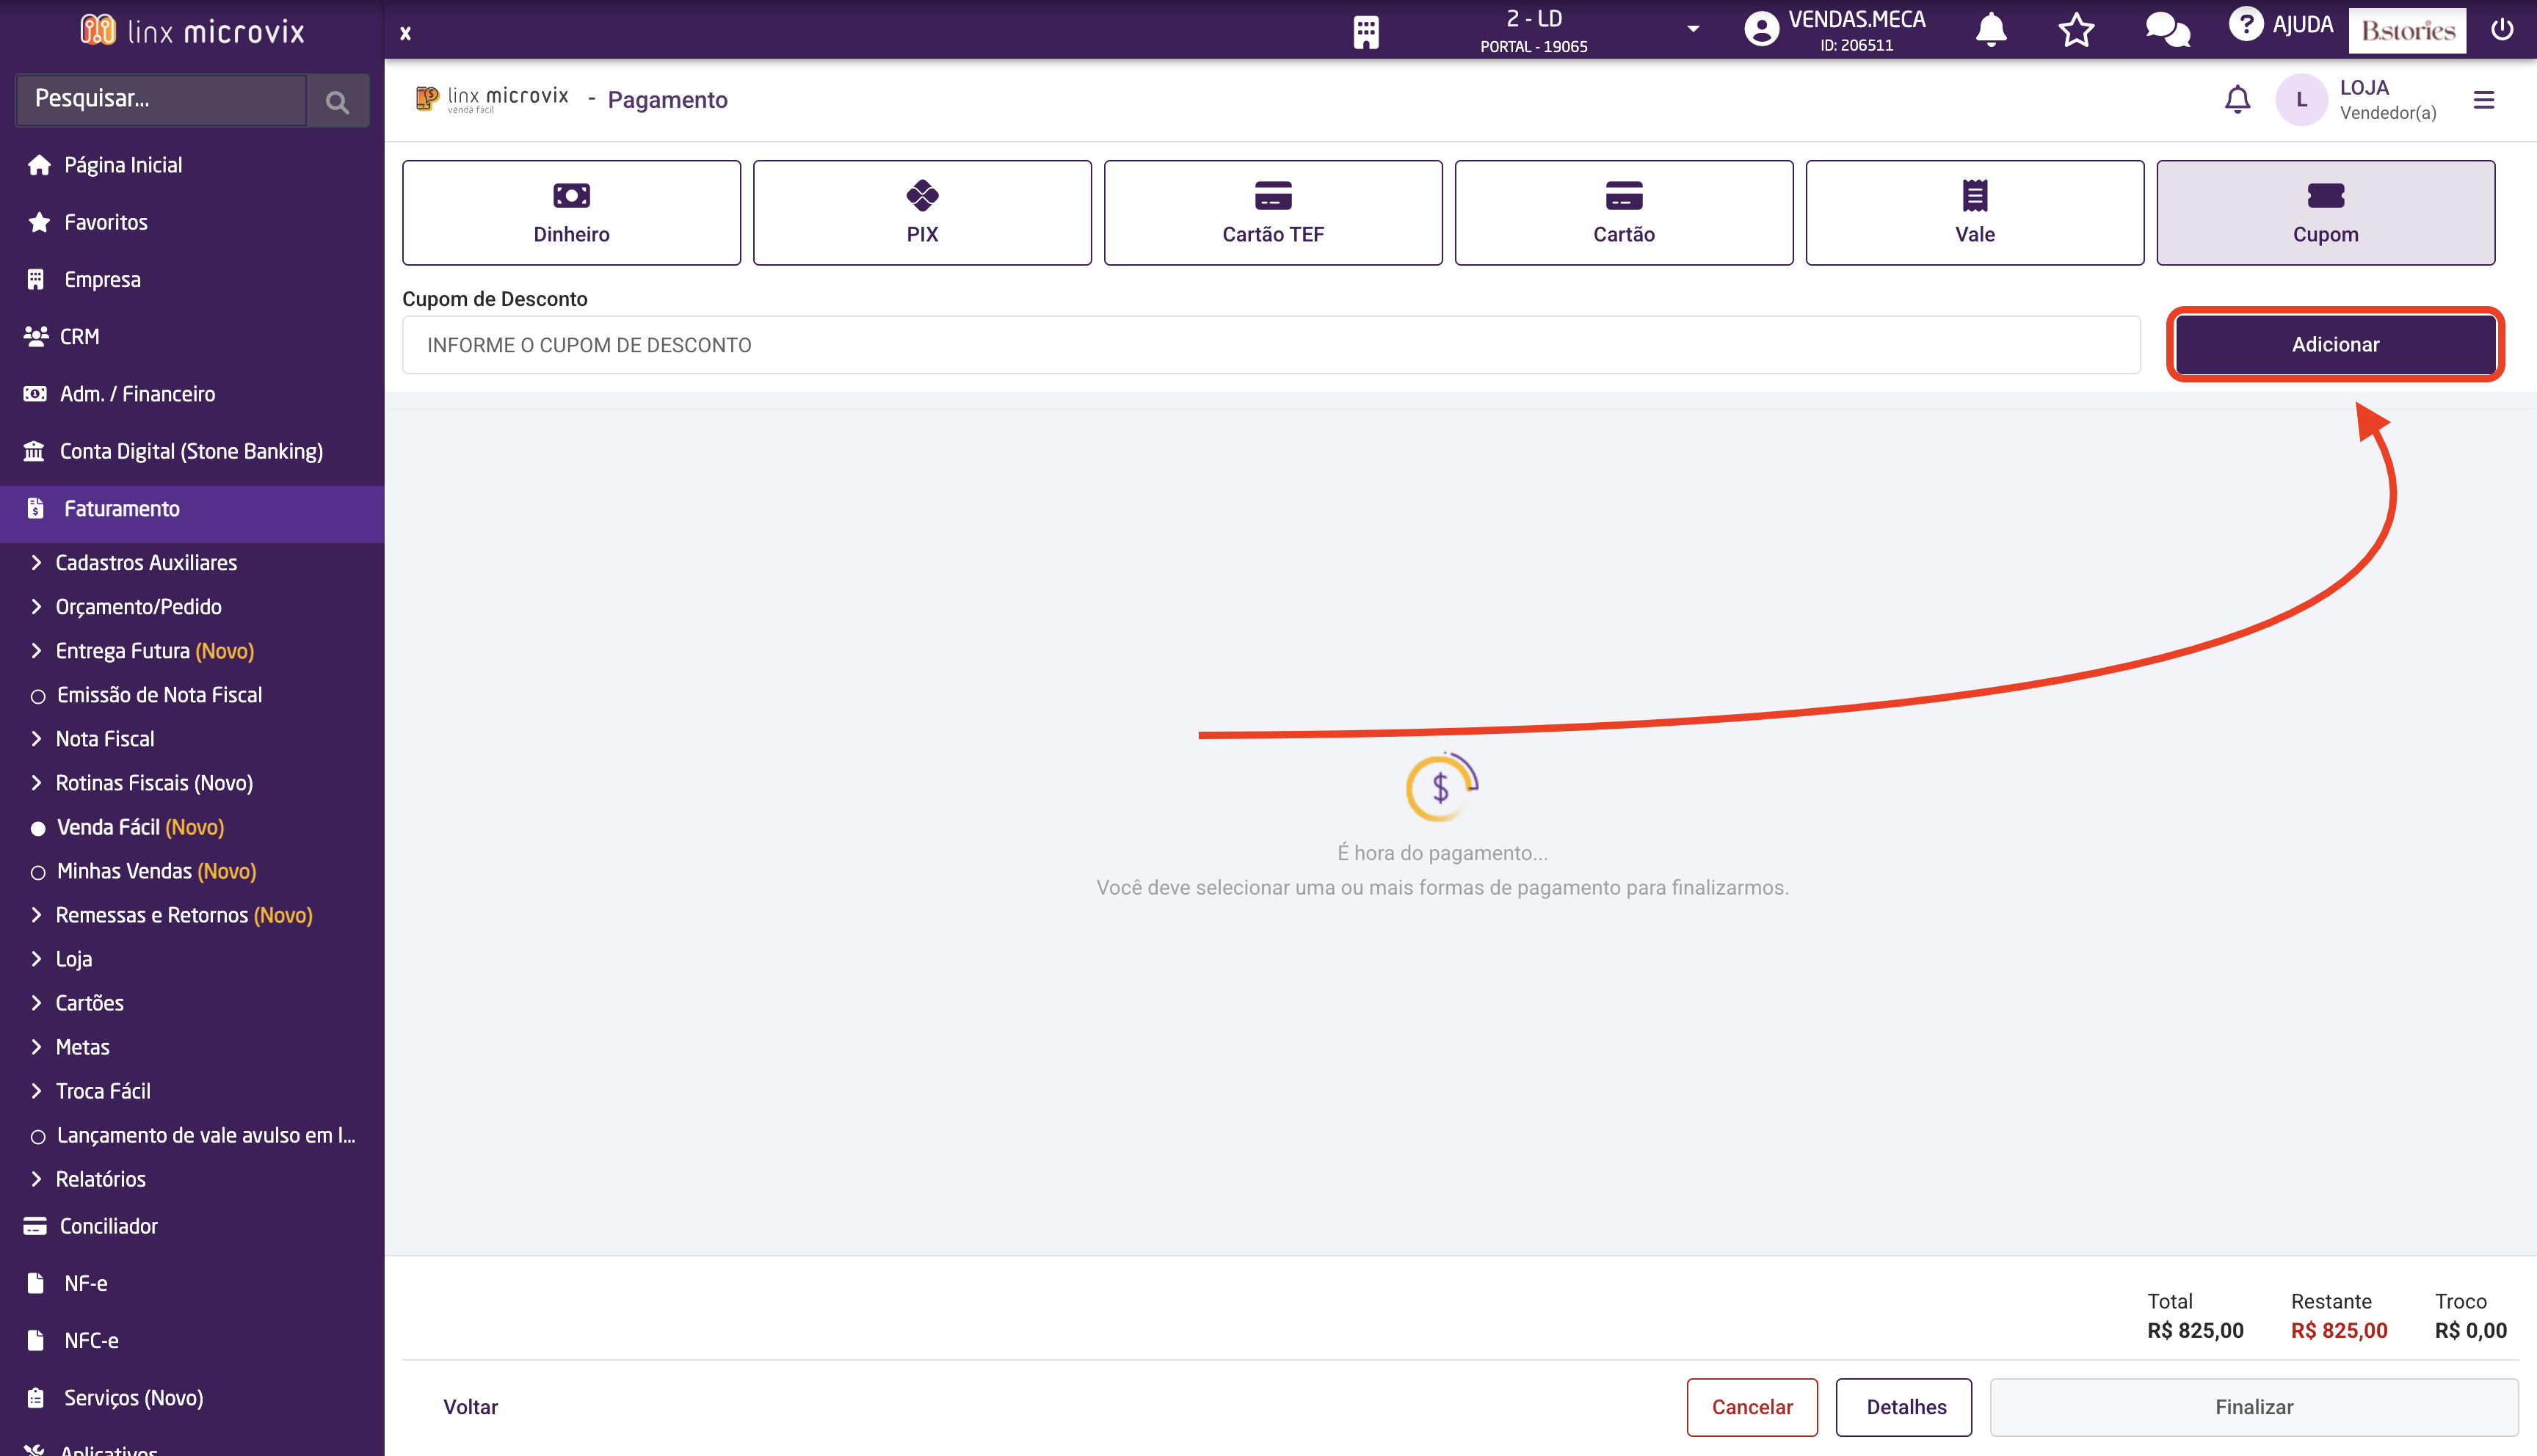 linx microvix
x
2 - LD
PORTAL - 19065
VENDAS.MECA
ID: 206511
? AJUDA
B.stories
Pesquisar...
linx microvix
venda fácil
- Pagamento
L
LOJA
Vendedor(a)
Página Inicial
Favoritos
Empresa
CRM
Adm. / Financeiro
Conta Digital (Stone Banking)
Faturamento
Cadastros Auxiliares
Orçamento/Pedido
Entrega Futura (Novo)
Emissão de Nota Fiscal
Nota Fiscal
Rotinas Fiscais (Novo)
Venda Fácil (Novo)
Minhas Vendas (Novo)
Remessas e Retornos (Novo)
Loja
Cartões
Metas
Troca Fácil
Lançamento de vale avulso em l...
Relatórios
Conciliador
NF-e
NFC-e
Serviços (Novo)
Aplicativos
Dinheiro
PIX
Cartão TEF
Cartão
Vale
Cupom
Cupom de Desconto
INFORME O CUPOM DE DESCONTO
Adicionar
$
É hora do pagamento...
Você deve selecionar uma ou mais formas de pagamento para finalizarmos.
Total
R$ 825,00
Restante
R$ 825,00
Troco
R$ 0,00
Voltar
Cancelar
Detalhes
Finalizar